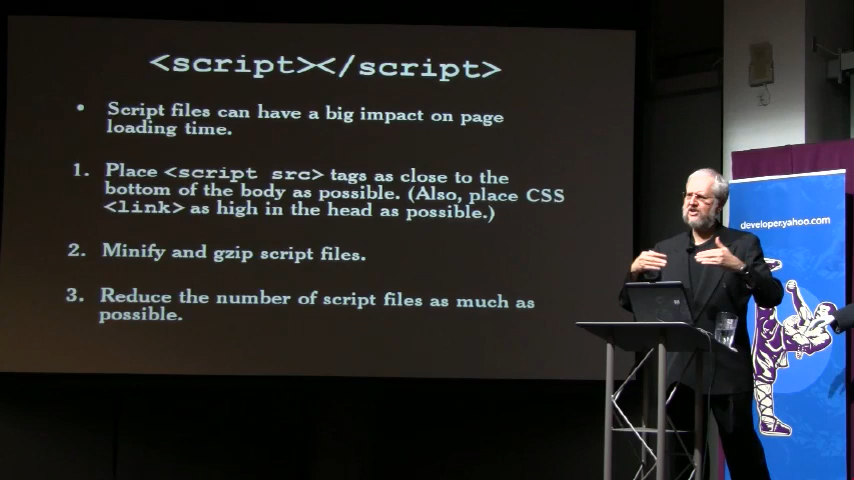 <script></script>
• Script files can have a big impact on page
loading time.
1. Place <script src> tags as close to the
bottom of the body as possible. (Also, place CSS
<link> as high in the head as possible.)
2. Minify and gzip script files.
3. Reduce the number of script files as much as
possible.
developer.yahoo.com